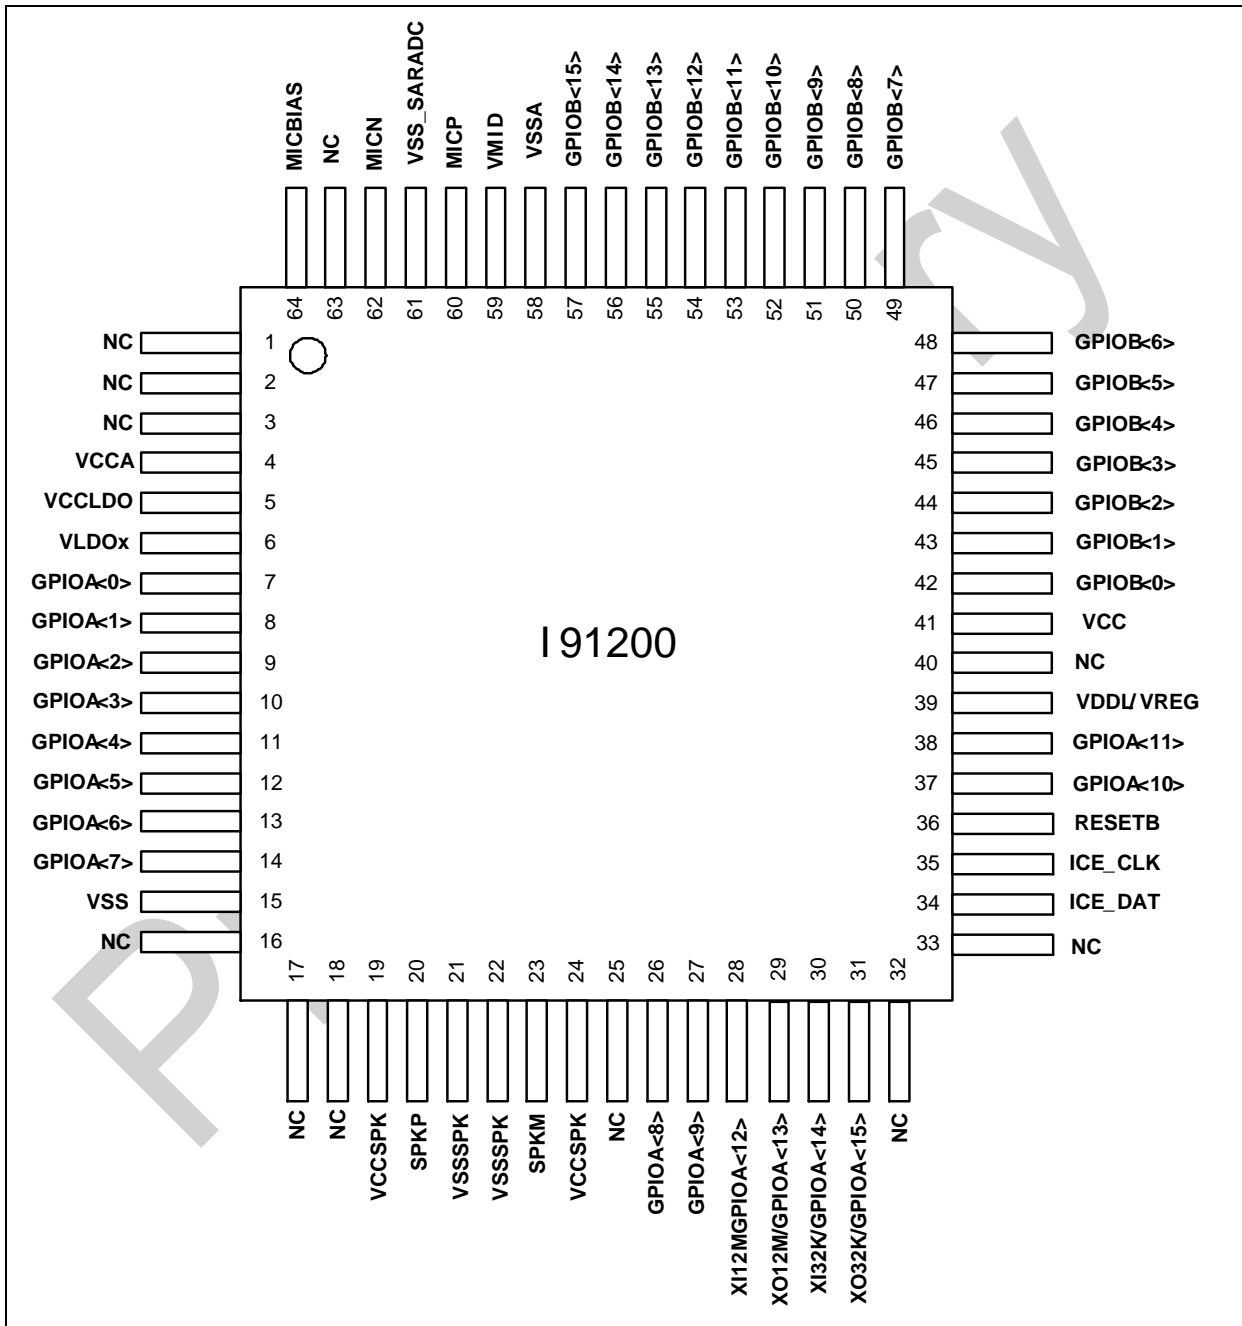 MICBIAS
NC
MICN
VSS_SARADC
MICP
VMID
VSSA
GPIOB<15>
GPIOB<14>
GPIOB<13>
GPIOB<12>
GPIOB<11>
GPIOB<10>
GPIOB<9>
GPIOB<8>
GPIOB<7>
64
63
62
61
60
59
58
57
56
55
54
53
52
51
50
49
NC 1
NC 2
NC 3
VCCA 4
VCCLDO 5
VLDOx 6
GPIOA<0> 7
GPIOA<1> 8
GPIOA<2> 9
GPIOA<3> 10
GPIOA<4> 11
GPIOA<5> 12
GPIOA<6> 13
GPIOA<7> 14
VSS 15
NC 16
I91200
48 GPIOB<6>
47 GPIOB<5>
46 GPIOB<4>
45 GPIOB<3>
44 GPIOB<2>
43 GPIOB<1>
42 GPIOB<0>
41 VCC
40 NC
39 VDDL/VREG
38 GPIOA<11>
37 GPIOA<10>
36 RESETB
35 ICE_CLK
34 ICE_DAT
33 NC
17
18
19
20
21
22
23
24
25
26
27
28
29
30
31
32
NC
NC
VCCSPK
SPKP
VSSSPK
VSSSPK
SPKM
VCCSPK
NC
GPIOA<8>
GPIOA<9>
XI12MGPIOA<12>
XO12M/GPIOA<13>
XI32K/GPIOA<14>
XO32K/GPIOA<15>
NC